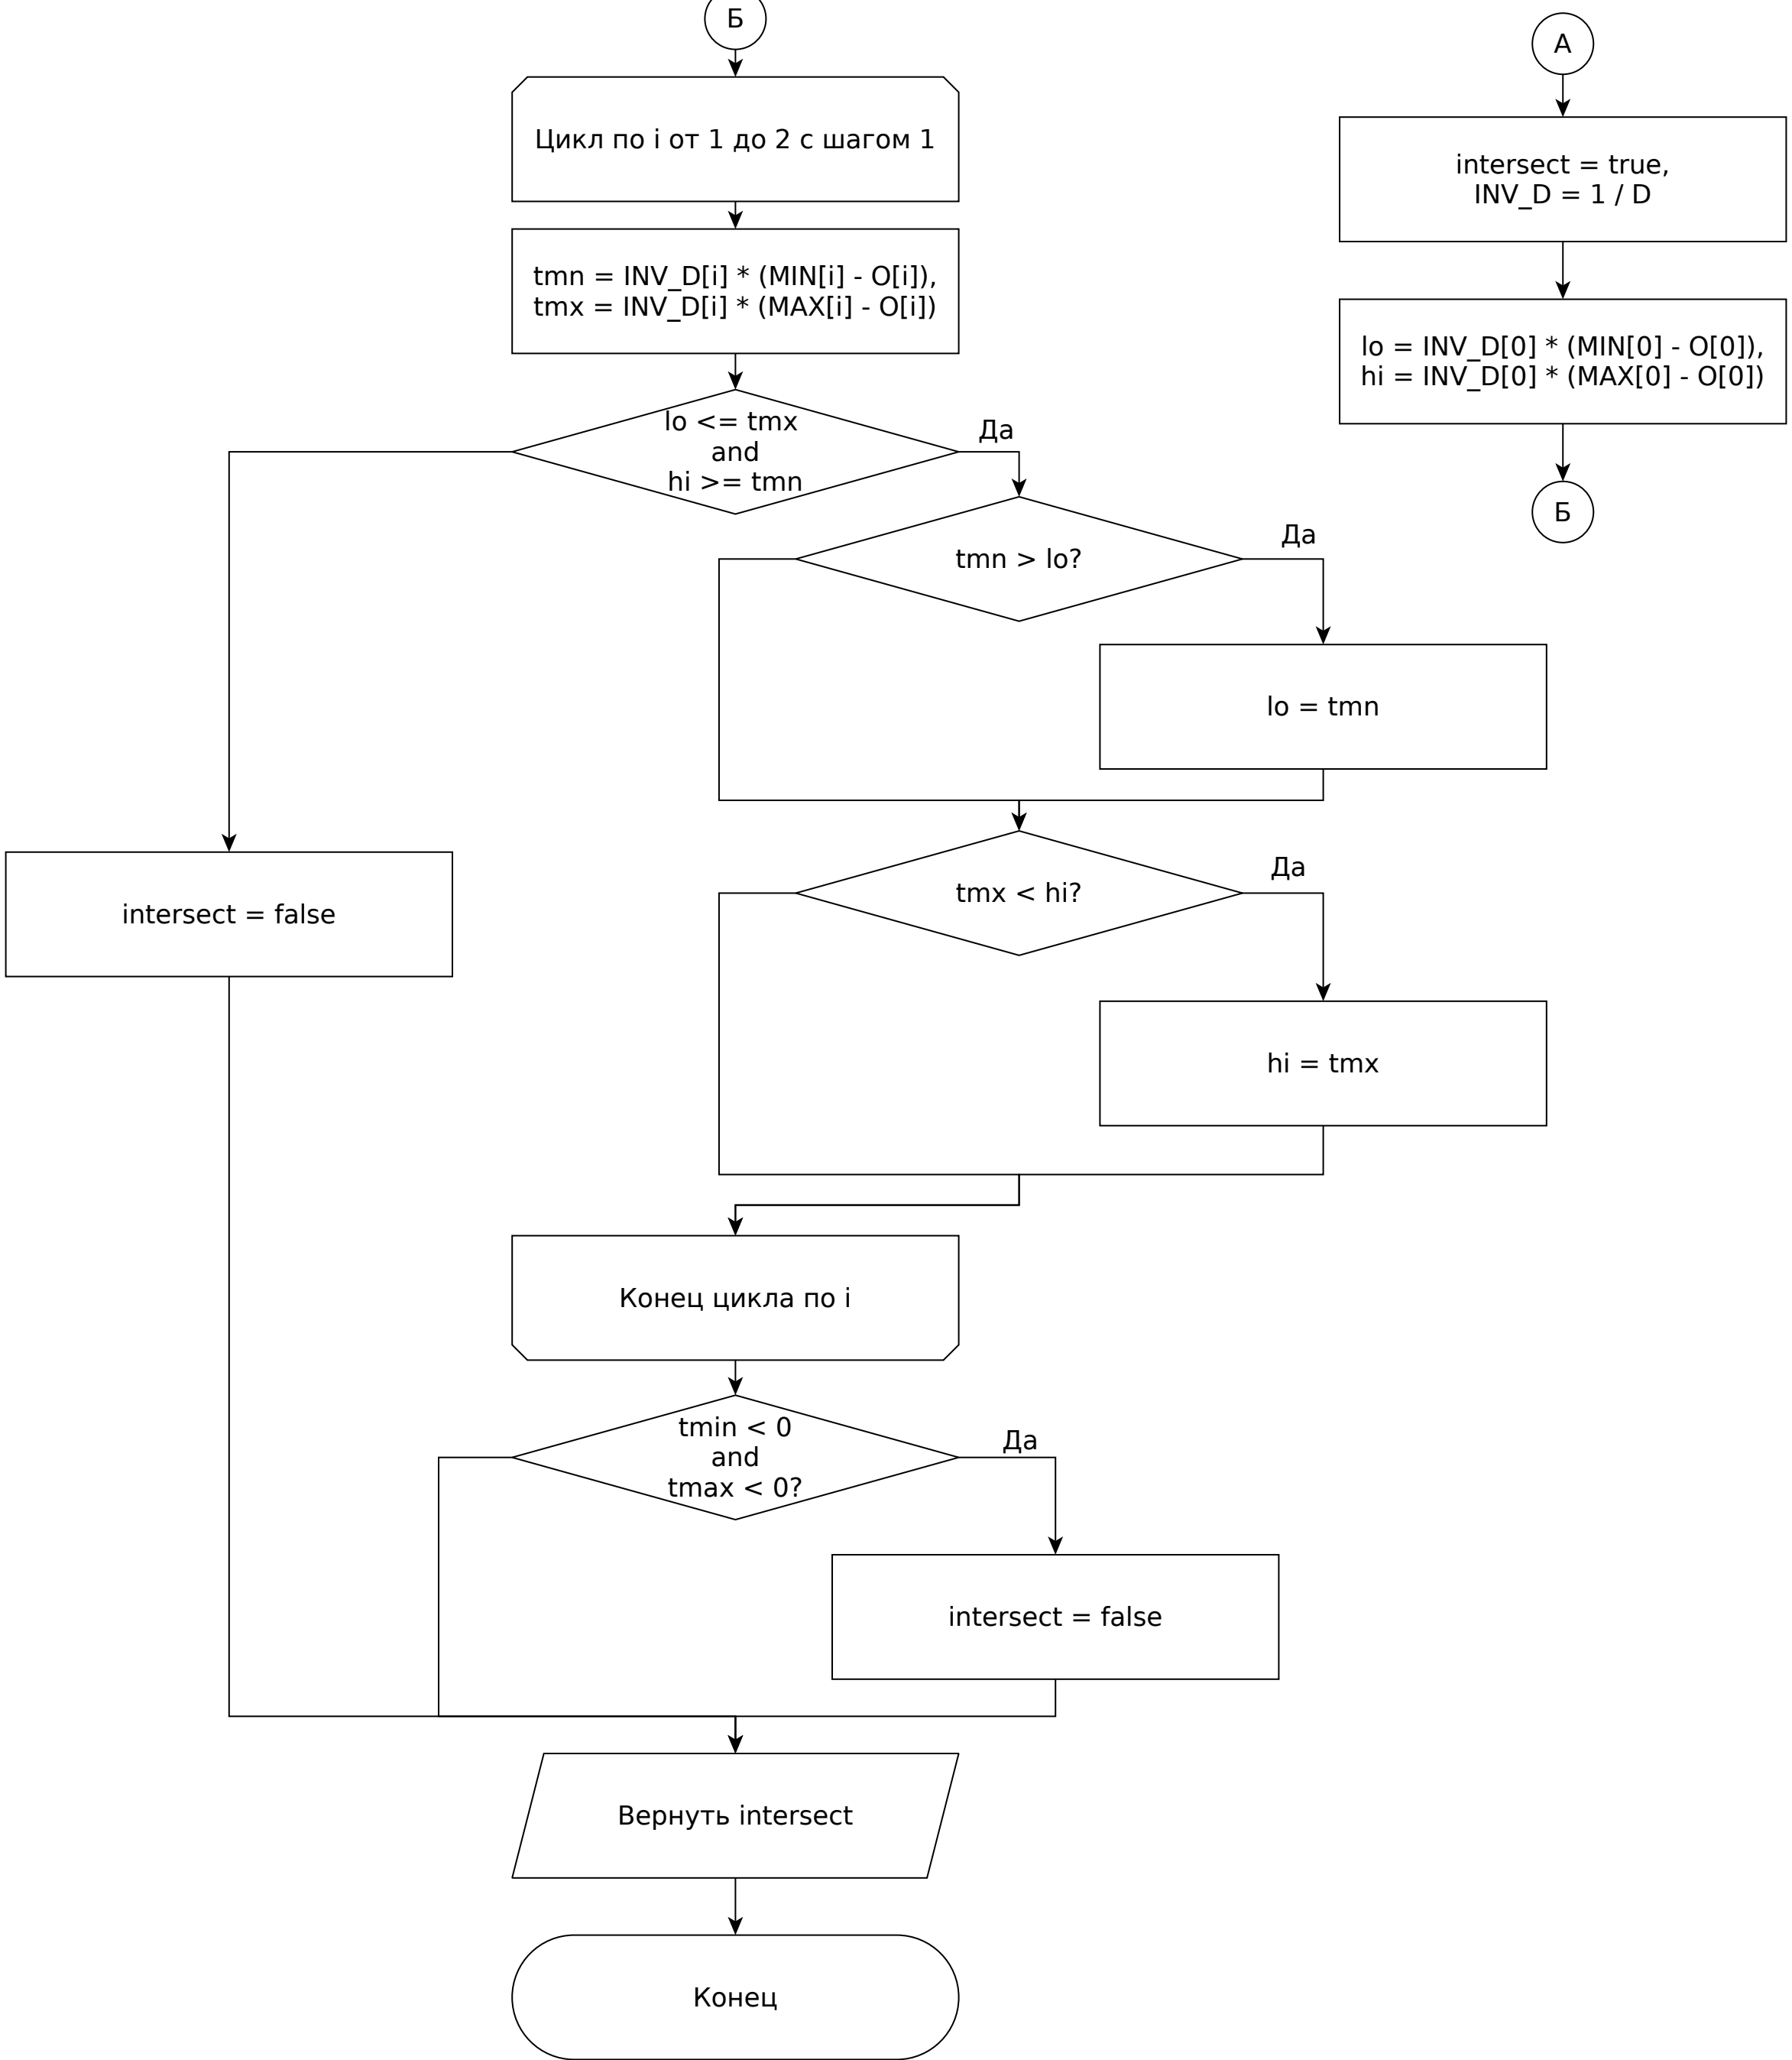 Б
Цикл по i от 1 до 2 с шагом 1
tmn = INV_D[i] * (MIN[i] - O[i]),
tmx = INV_D[i] * (MAX[i] - O[i])
lo <= tmx
and
hi >= tmn
Да
tmn > lo?
Да
lo = tmn
tmx < hi?
Да
hi = tmx
intersect = false
Конец цикла по i
tmin < 0
and
tmax < 0?
Да
intersect = false
Вернуть intersect
Конец
А
intersect = true,
INV_D = 1 / D
lo = INV_D[0] * (MIN[0] - O[0]),
hi = INV_D[0] * (MAX[0] - O[0])
Б